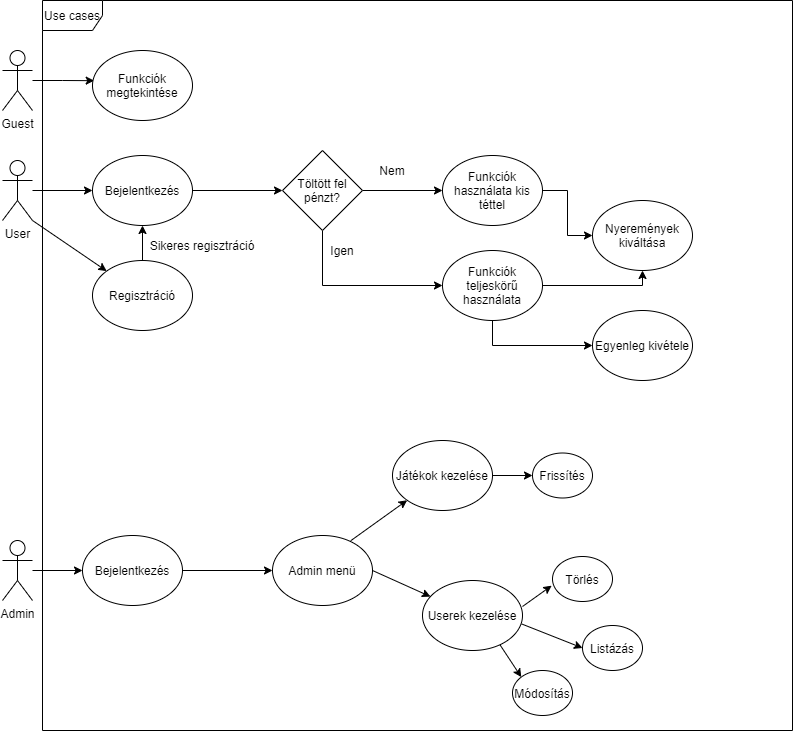 Use cases
Funkciók
megtekintése
Guest
Bejelentkezés
Töltött fel
pénzt?
Nem
Funkciók
használata kis
téttel
Nyeremények
kiváltása
User
Sikeres regisztráció
Igen
Regisztráció
Funkciók
teljeskörű
használata
Egyenleg kivétele
Játékok kezelése
Frissítés
Bejelentkezés
Admin menü
Törlés
Admin
Userek kezelése
Listázás
Módosítás